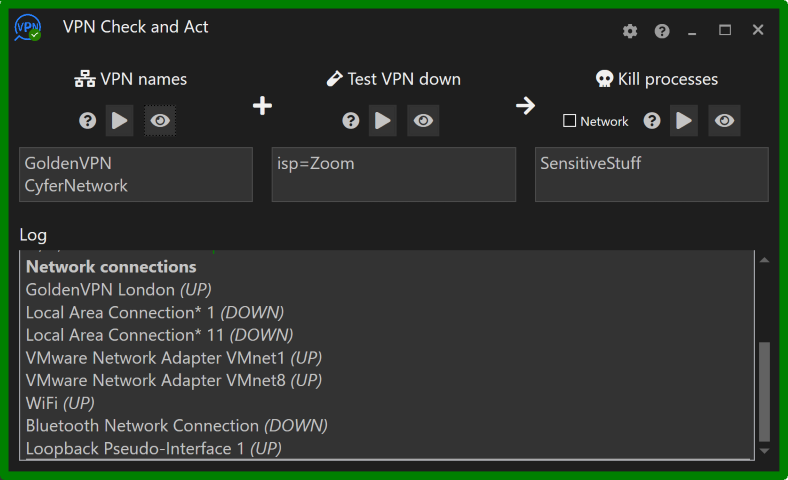 VPN
VPN Check and Act
VPN names
Test VPN down
Kill processes
Network
GoldenVPN
CyferNetwork
isp=Zoom
SensitiveStuff
Log
Network connections
GoldenVPN London (UP)
Local Area Connection* 1 (DOWN)
Local Area Connection* 11 (DOWN)
VMware Network Adapter VMnet1 (UP)
VMware Network Adapter VMnet8 (UP)
WiFi (UP)
Bluetooth Network Connection (DOWN)
Loopback Pseudo-Interface 1 (UP)